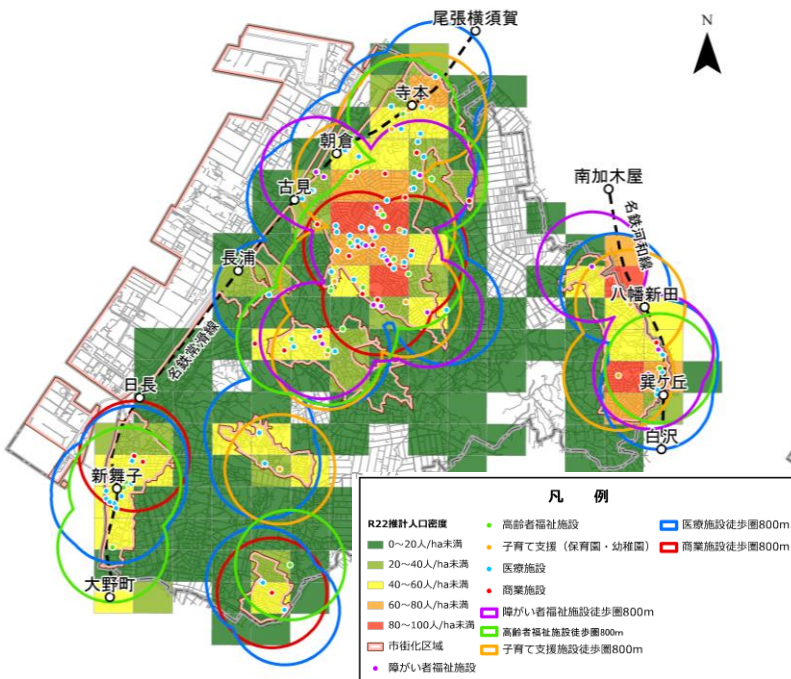 尾張横須賀
N
寺本
朝倉
古見
南加木屋
名鉄河和線
長浦
八幡新田
名鉄常滑線
日長
巽ケ丘
白沢
新舞子
大野町
凡 例
R22推計人口密度
0～20人/ha未満
20～40人/ha未満
40～60人/ha未満
60～80人/ha未満
80～100人/ha未満
市街化区域
障がい者福祉施設
高齢者福祉施設
子育て支援（保育園・幼稚園）
医療施設
商業施設
障がい者福祉施設徒歩圏800m
高齢者福祉施設徒歩圏800m
子育て支援施設徒歩圏800m
医療施設徒歩圏800m
商業施設徒歩圏800m